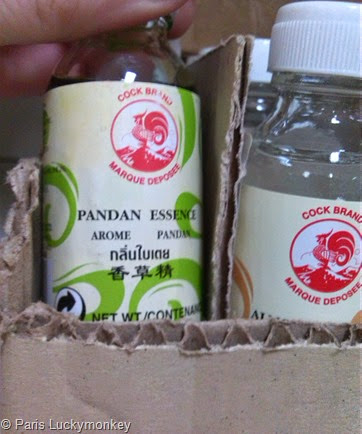 COCK BRAND
MARQUE DEPOSEE
PANDAN ESSENCE
AROME PANDAN
กลิ่นใบเตย
香草精
NET WT/CONTENANC
COCK BRAND
MARQUE DEPOSEE
© Paris Luckymonkey